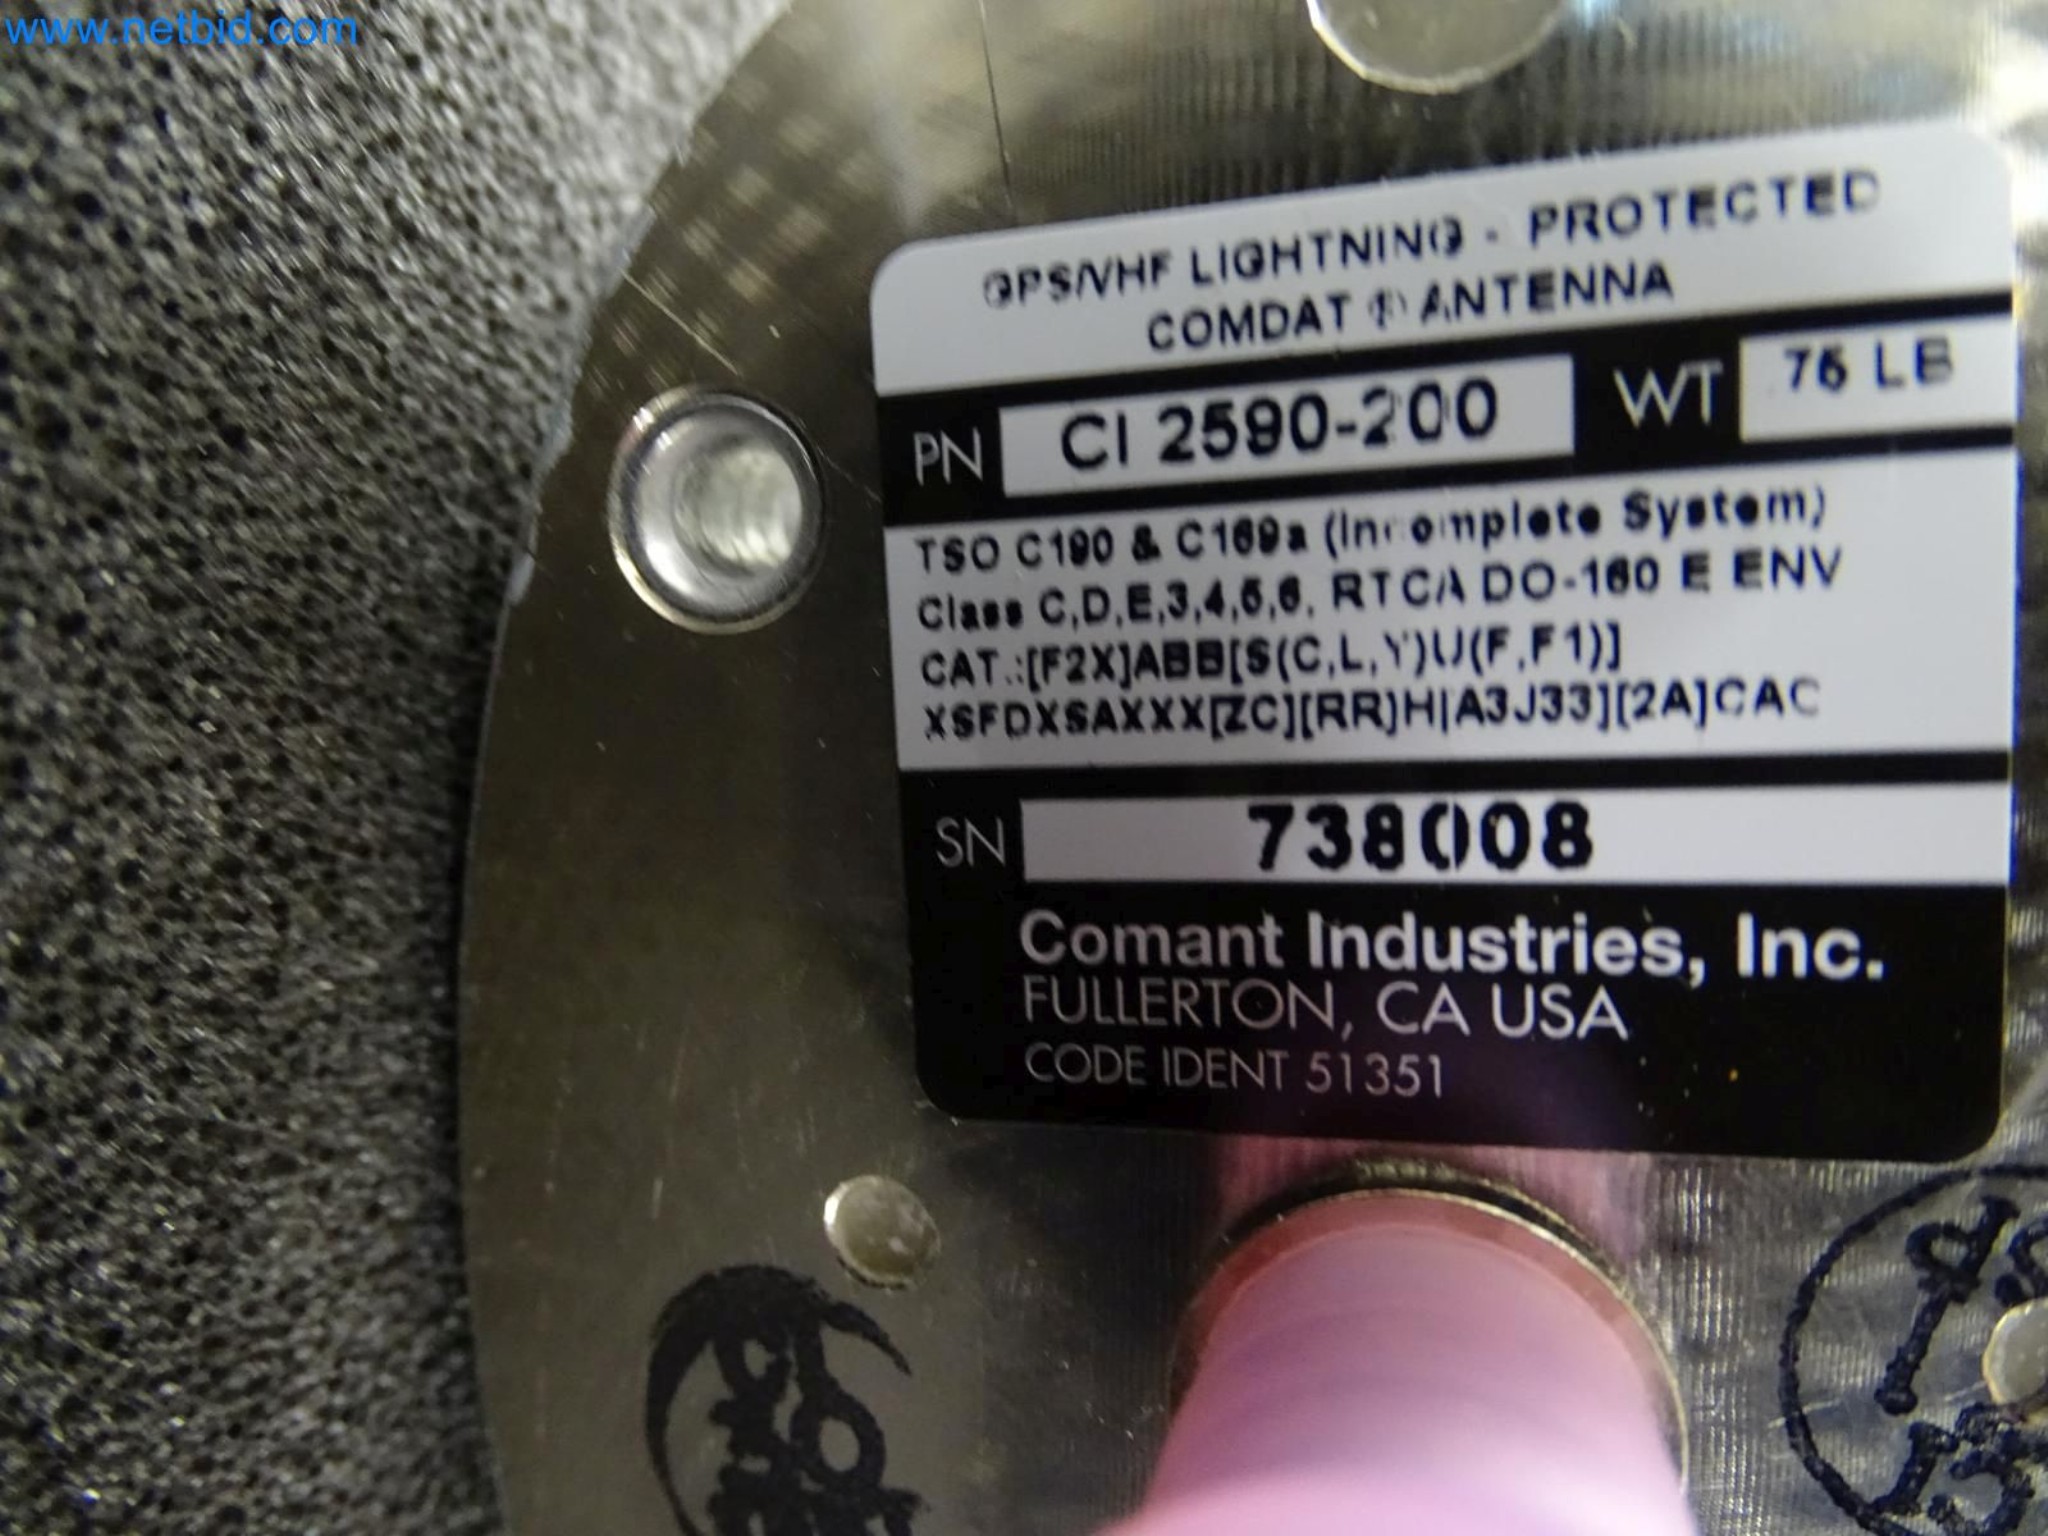 www.netbid.com
GPS/VHF LIGHTNING - PROTECTED
COMDAT ® ANTENNA
PN CI 2590-200 WT 75 LB
TSO C190 & C169a (Incomplete System)
Class C,D,E,3,4,5,6, RTCA DO-160 E ENV
CAT.:[F2X]ABB[S(C,L,Y)U(F,F1)]
XSFDXSAXXX[ZC][RR]H[A3J33][2A]CAC
SN 738008
Comant Industries, Inc.
FULLERTON, CA USA
CODE IDENT 51351